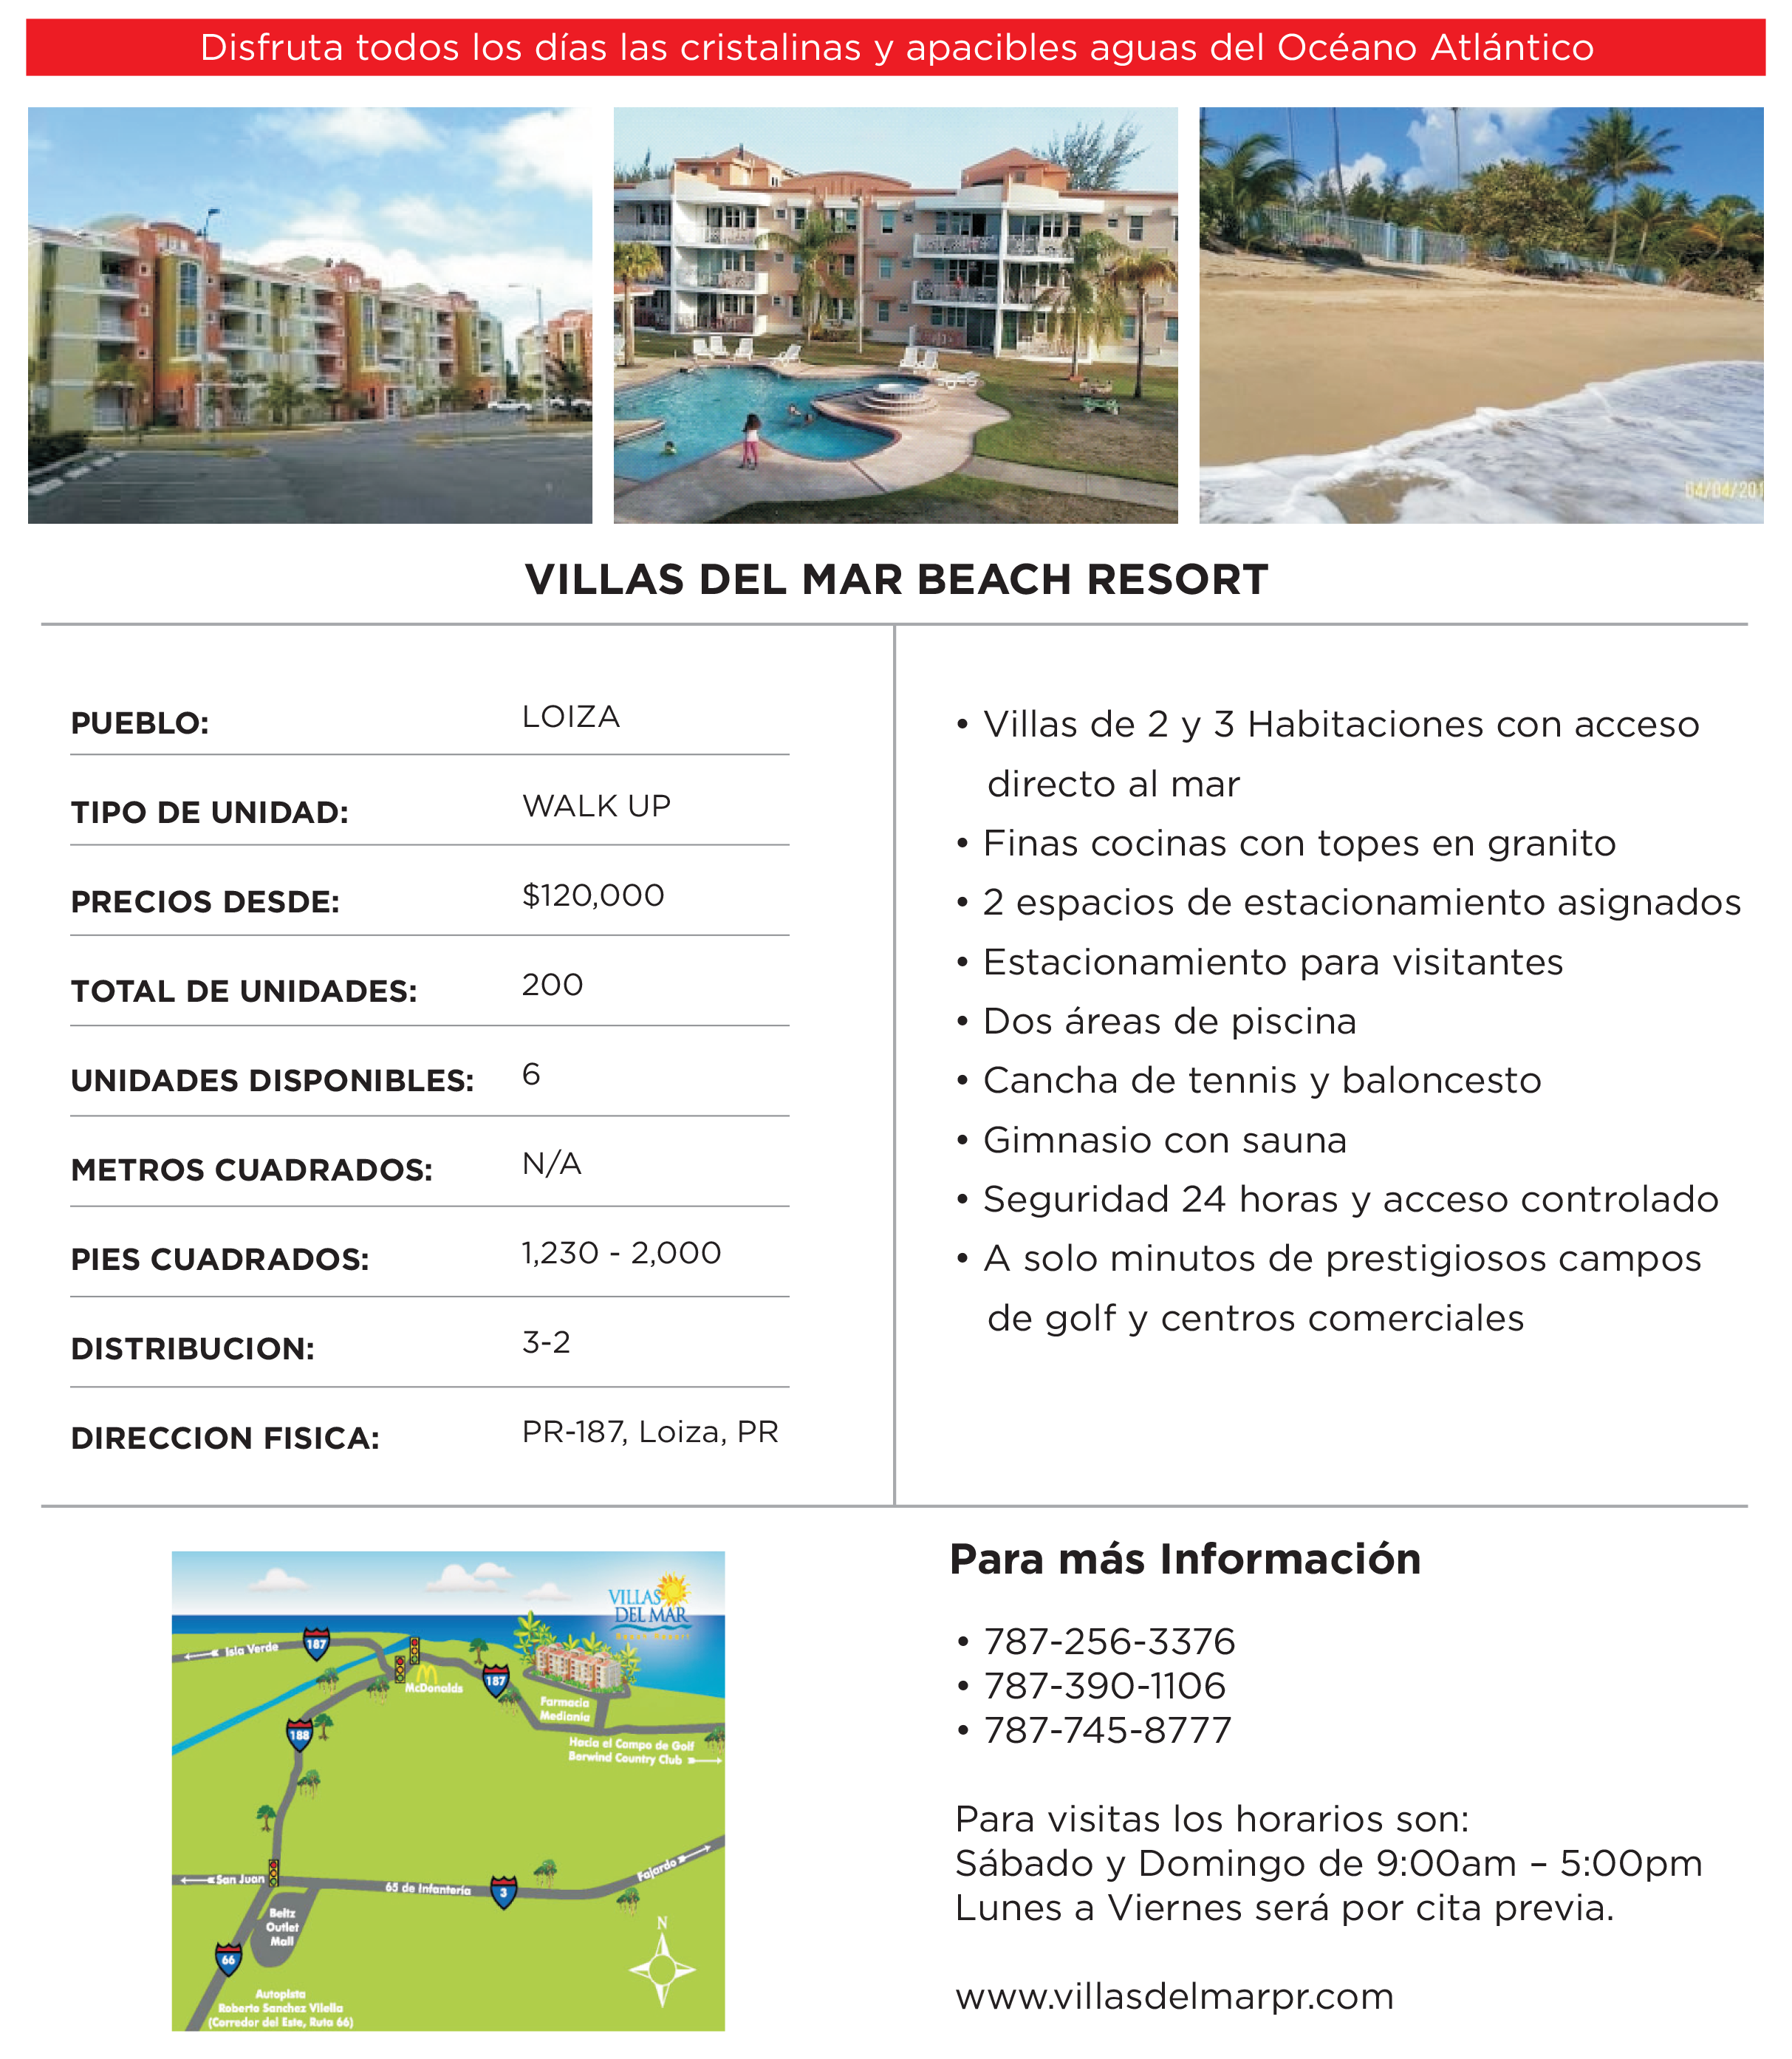 Disfruta todos los días las cristalinas y apacibles aguas del Océano Atlántico
04/04/201
VILLAS DEL MAR BEACH RESORT
PUEBLO: LOIZA
TIPO DE UNIDAD: WALK UP
PRECIOS DESDE: $120,000
TOTAL DE UNIDADES: 200
UNIDADES DISPONIBLES: 6
METROS CUADRADOS: N/A
PIES CUADRADOS: 1,230 - 2,000
DISTRIBUCION: 3-2
DIRECCION FISICA: PR-187, Loiza, PR
• Villas de 2 y 3 Habitaciones con acceso
directo al mar
• Finas cocinas con topes en granito
• 2 espacios de estacionamiento asignados
• Estacionamiento para visitantes
• Dos áreas de piscina
• Cancha de tennis y baloncesto
• Gimnasio con sauna
• Seguridad 24 horas y acceso controlado
• A solo minutos de prestigiosos campos
de golf y centros comerciales
VILLAS
DEL MAR
Beach Resort
Isla Verde
187
McDonalds
187
Farmacia
Mediania
188
Hacia el Campo de Golf
Berwind Country Club
San Juan
65 de Infantería
3
Fajardo
Beltz
Outlet
Mall
66
N
Autopista
Roberto Sanchez Vilella
(Corredor del Este, Ruta 66)
Para más Información
• 787-256-3376
• 787-390-1106
• 787-745-8777
Para visitas los horarios son:
Sábado y Domingo de 9:00am – 5:00pm
Lunes a Viernes será por cita previa.
www.villasdelmarpr.com